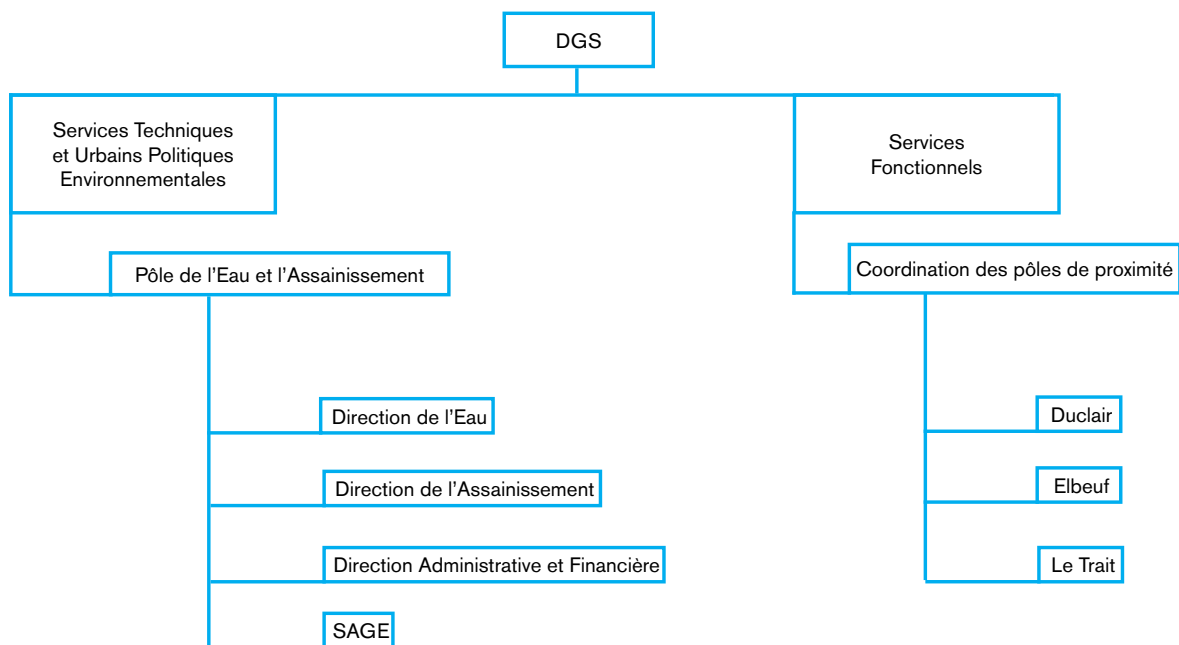 DGS
Services Techniques
et Urbains Politiques
Environnementales
Services
Fonctionnels
Pôle de l’Eau et l’Assainissement
Coordination des pôles de proximité
Direction de l’Eau
Duclair
Direction de l’Assainissement
Elbeuf
Direction Administrative et Financière
Le Trait
SAGE